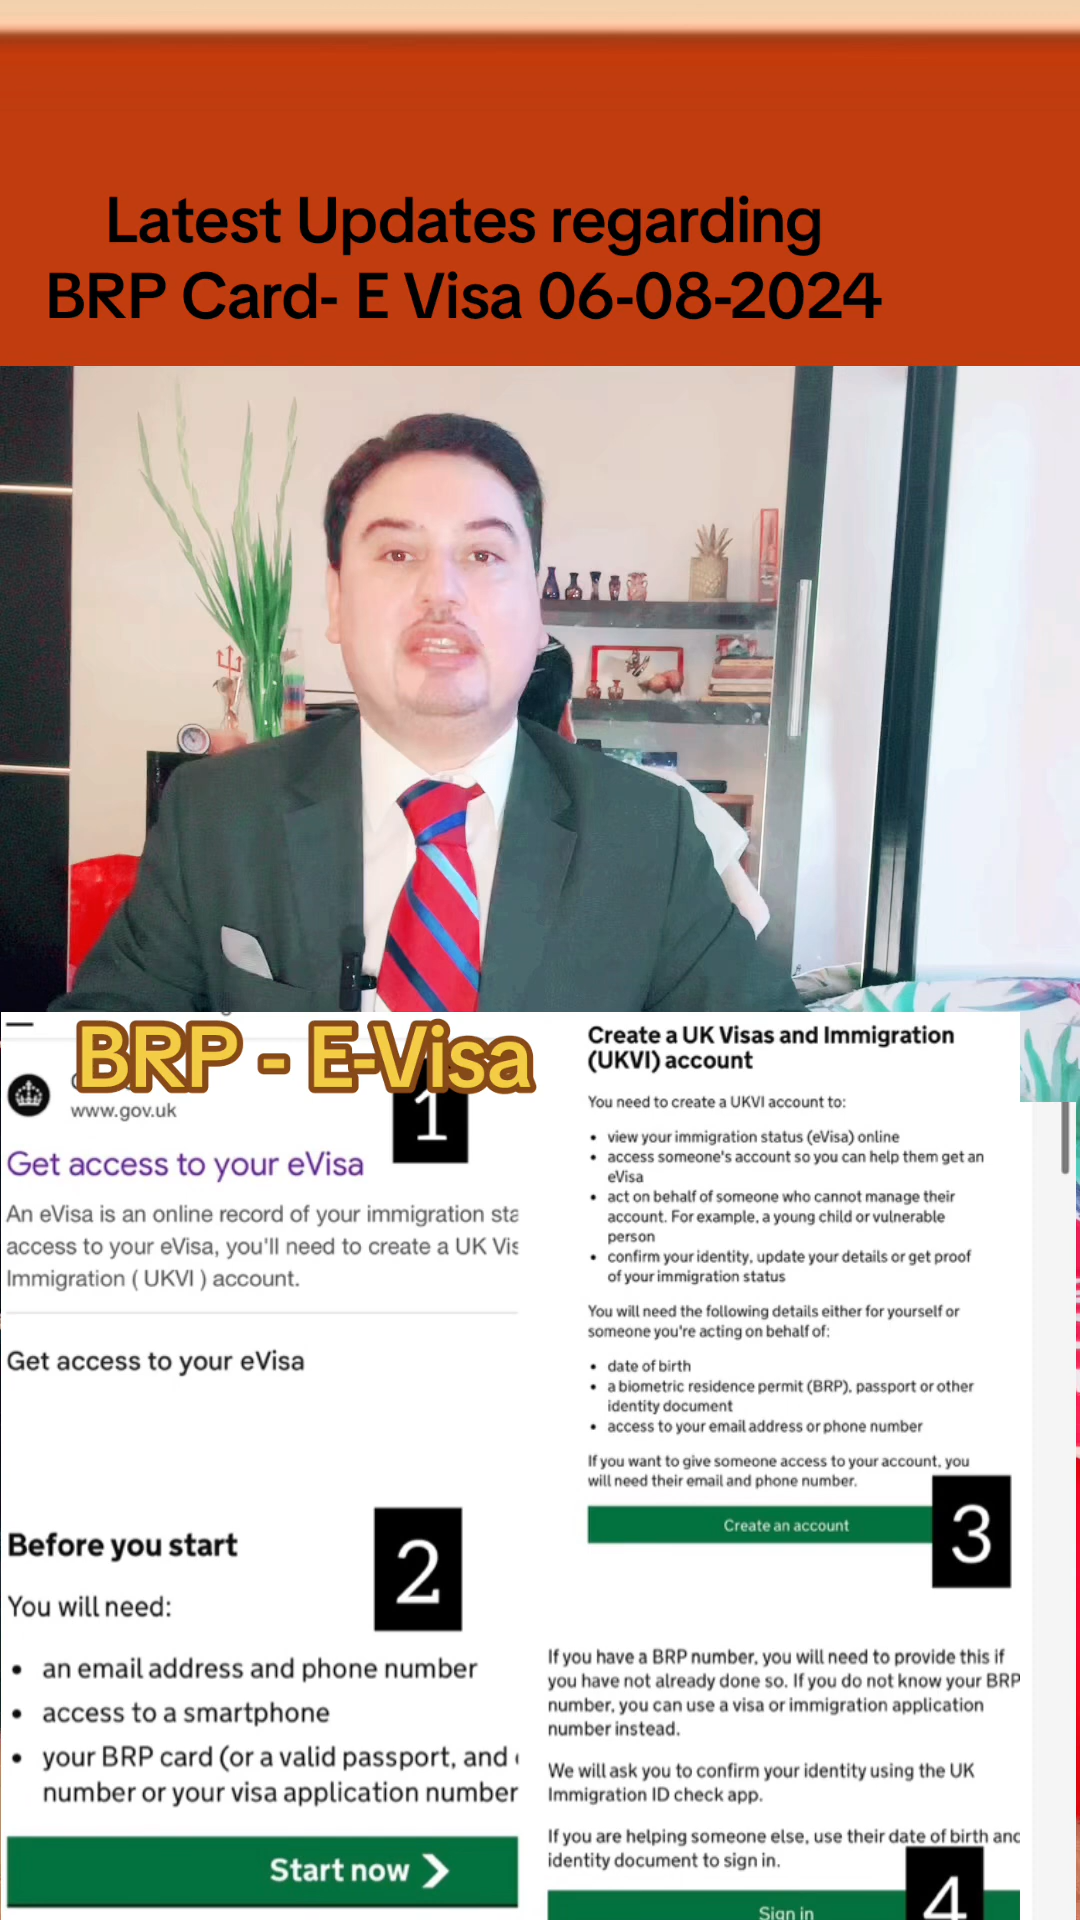 Latest Updates regarding
BRP Card- E Visa 06-08-2024
BRP - E-Visa
1
www.gov.uk
Get access to your eVisa
An eVisa is an online record of your immigration sta
access to your eVisa, you'll need to create a UK Vis
Immigration ( UKVI ) account.
Get access to your eVisa
Before you start
2
You will need:
• an email address and phone number
• access to a smartphone
• your BRP card (or a valid passport, and
number or your visa application number
Start now
Create a UK Visas and Immigration
(UKVI) account
You need to create a UKVI account to:
• view your immigration status (eVisa) online
• access someone's account so you can help them get an
eVisa
• act on behalf of someone who cannot manage their
account. For example, a young child or vulnerable
person
• confirm your identity, update your details or get proof
of your immigration status
You will need the following details either for yourself or
someone you're acting on behalf of:
• date of birth
• a biometric residence permit (BRP), passport or other
identity document
• access to your email address or phone number
If you want to give someone access to your account, you
will need their email and phone number.
Create an account
3
If you have a BRP number, you will need to provide this if
you have not already done so. If you do not know your BRP
number, you can use a visa or immigration application
number instead.
We will ask you to confirm your identity using the UK
Immigration ID check app.
If you are helping someone else, use their date of birth and
identity document to sign in.
Sign in
4